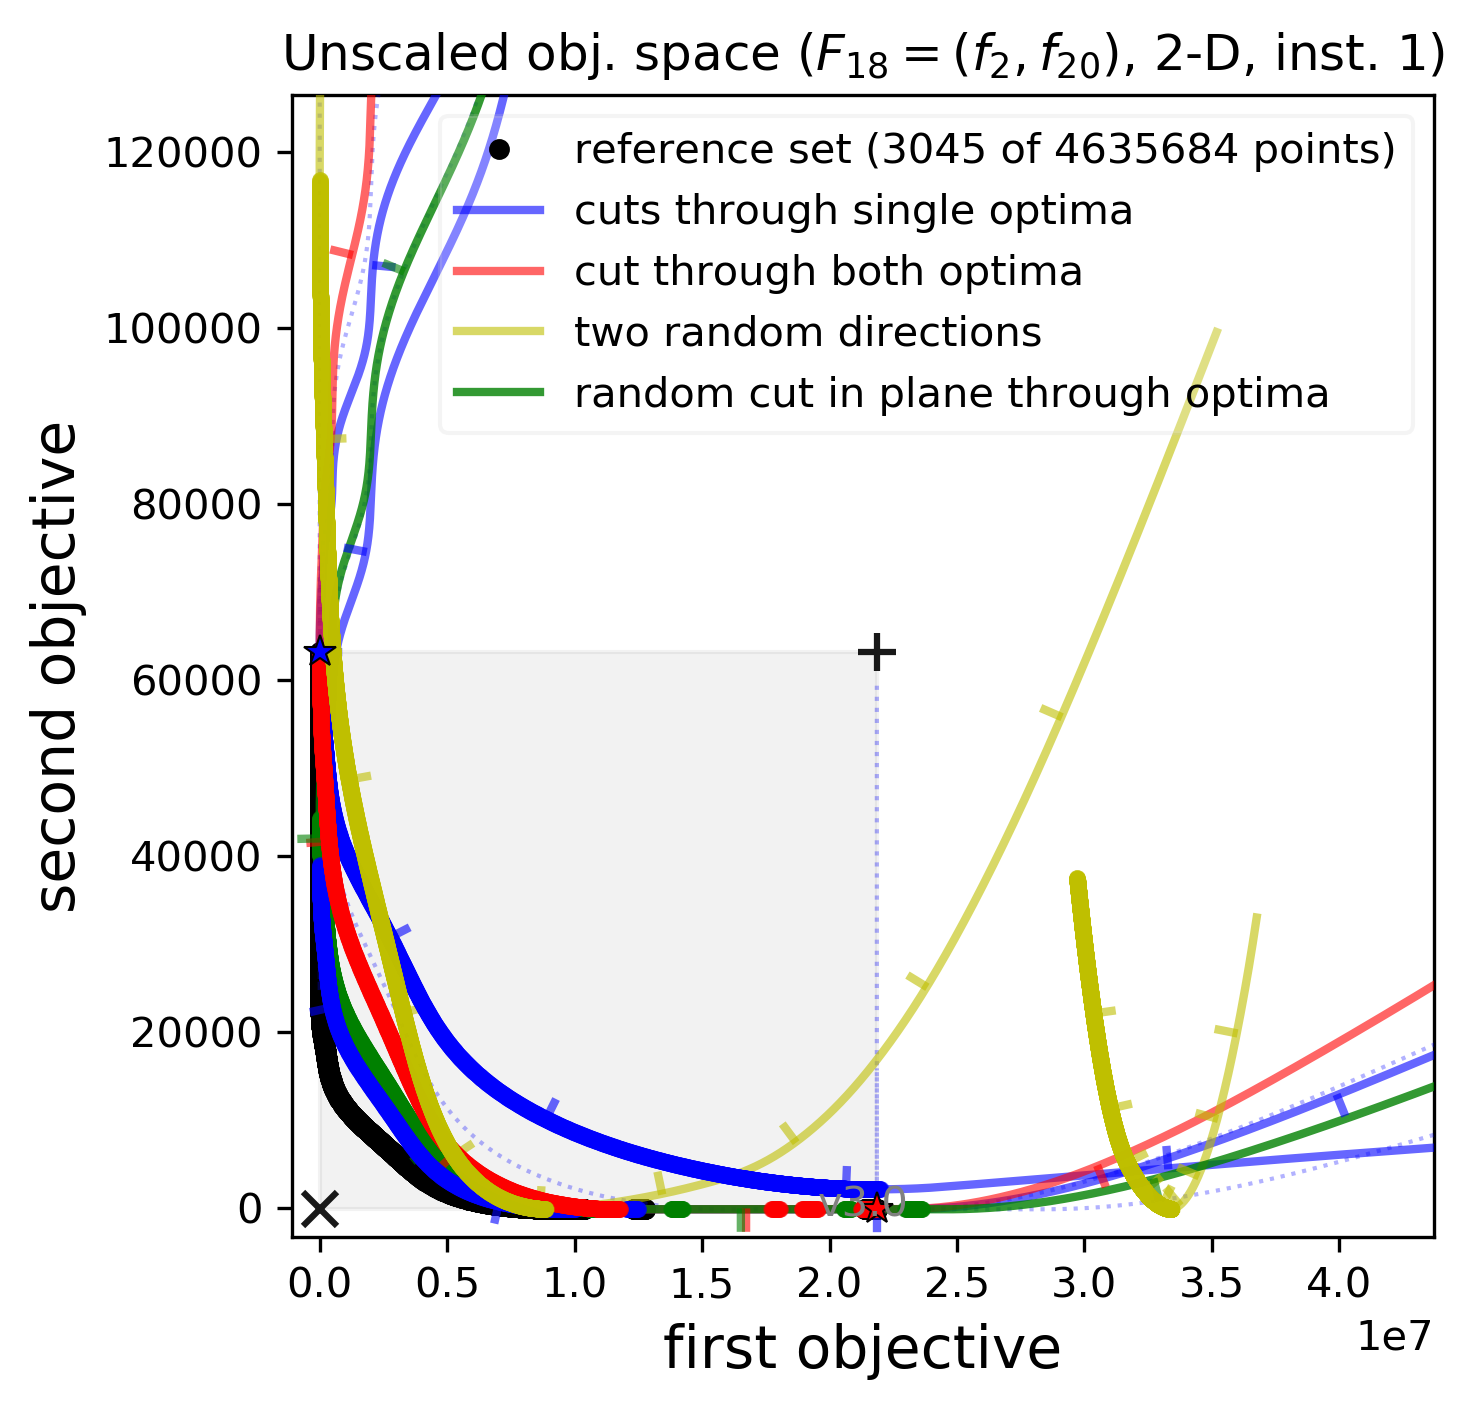 Unscaled obj. space (F₁₈ = (f₂, f₂₀), 2-D, inst. 1)
reference set (3045 of 4635684 points)
cuts through single optima
cut through both optima
two random directions
random cut in plane through optima
second objective
120000
100000
80000
60000
40000
20000
0
v3.0
0.0 0.5 1.0 1.5 2.0 2.5 3.0 3.5 4.0
1e7
first objective